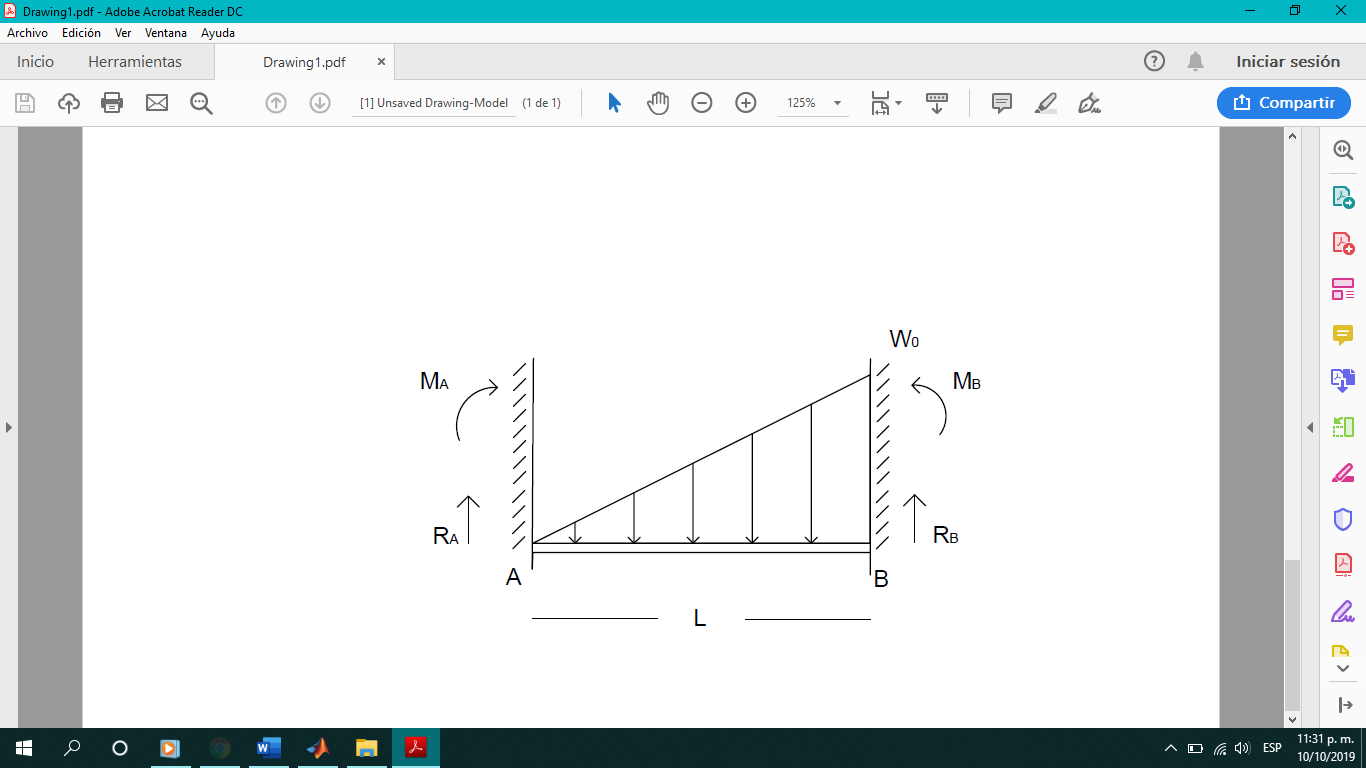 Drawing1.pdf - Adobe Acrobat Reader DC
Archivo Edición Ver Ventana Ayuda
Inicio Herramientas Drawing1.pdf × Iniciar sesión
[1] Unsaved Drawing-Model (1 de 1) 125% Compartir
W0
MA MB
RA RB
A B
L
ESP 11:31 p. m.
10/10/2019